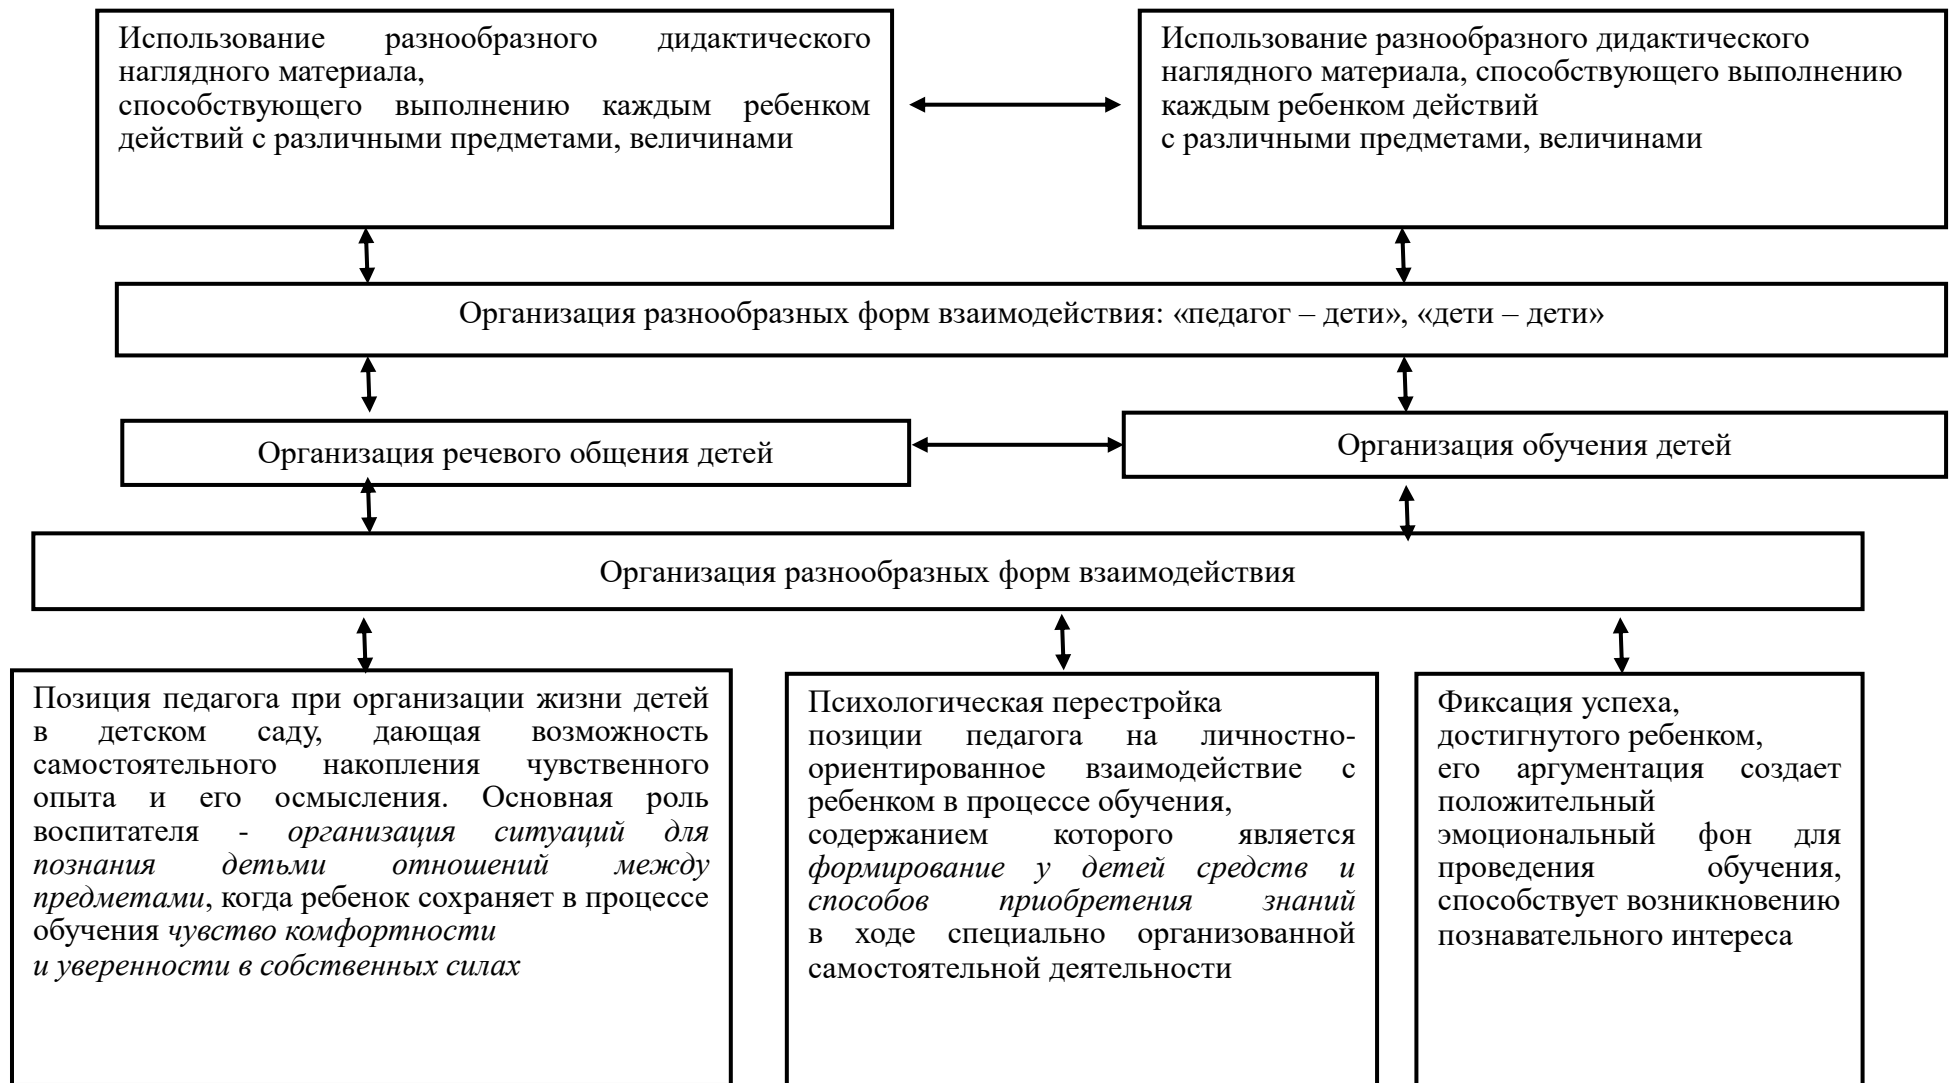 Использование разнообразного дидактического
наглядного материала,
способствующего выполнению каждым ребенком
действий с различными предметами, величинами
Использование разнообразного дидактического
наглядного материала, способствующего выполнению
каждым ребенком действий
с различными предметами, величинами
Организация разнообразных форм взаимодействия: «педагог – дети», «дети – дети»
Организация речевого общения детей
Организация обучения детей
Организация разнообразных форм взаимодействия
Позиция педагога при организации жизни детей
в детском саду, дающая возможность
самостоятельного накопления чувственного
опыта и его осмысления. Основная роль
воспитателя - организация ситуаций для
познания детьми отношений между
предметами, когда ребенок сохраняет в процессе
обучения чувство комфортности
и уверенности в собственных силах
Психологическая перестройка
позиции педагога на личностно-
ориентированное взаимодействие с
ребенком в процессе обучения,
содержанием которого является
формирование у детей средств и
способов приобретения знаний
в ходе специально организованной
самостоятельной деятельности
Фиксация успеха,
достигнутого ребенком,
его аргументация создает
положительный
эмоциональный фон для
проведения обучения,
способствует возникновению
познавательного интереса